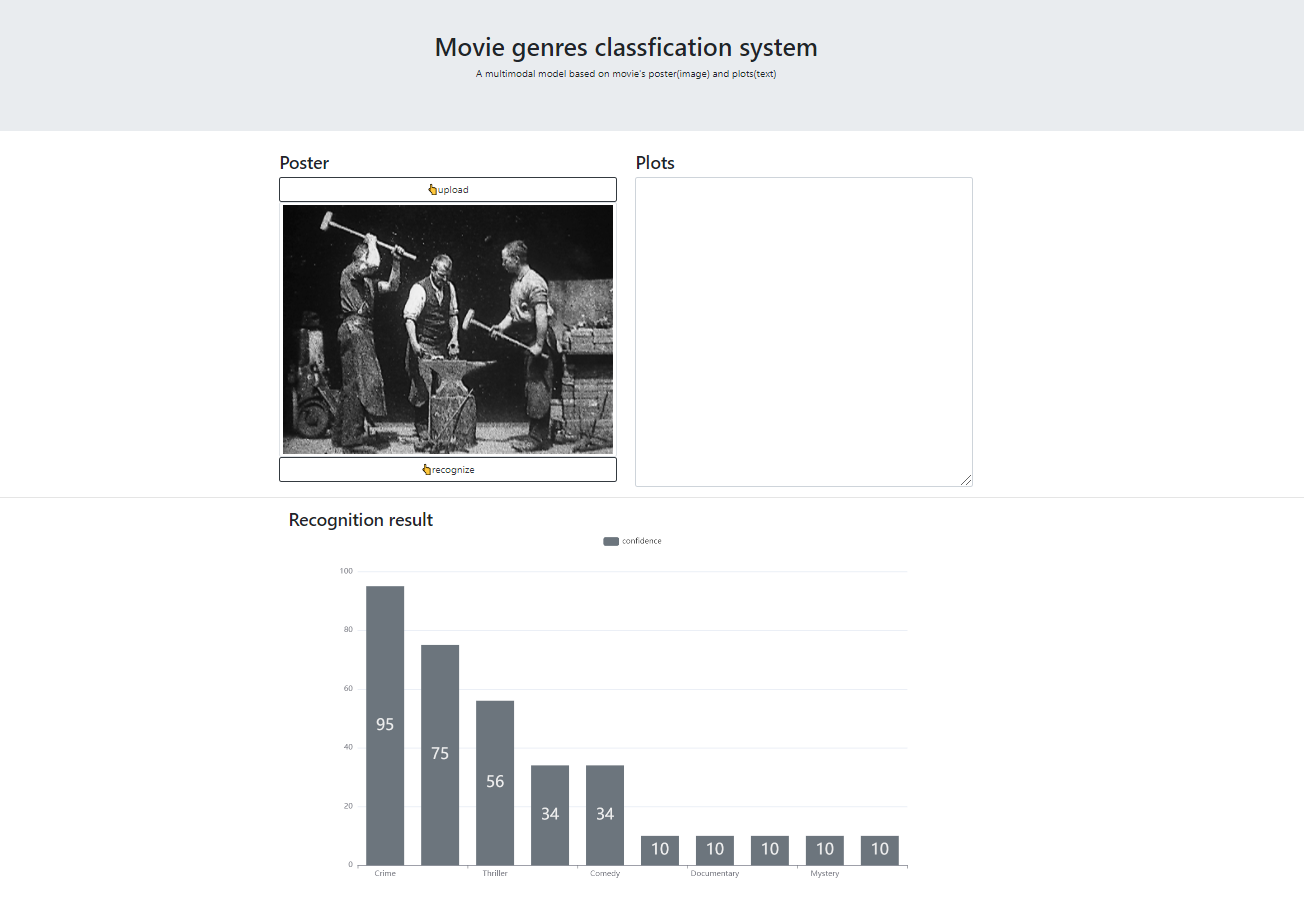 Movie genres classfication system
A multimodal model based on movie's poster(image) and plots(text)
Poster
Plots
👆upload
👆recognize
Recognition result
confidence
100
80
60
40
20
0
95
75
56
34
34
10
10
10
10
10
Crime
Thriller
Comedy
Documentary
Mystery